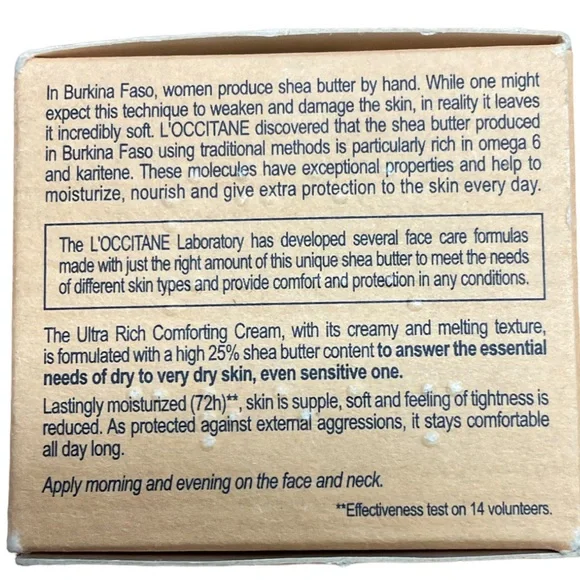 In Burkina Faso, women produce shea butter by hand. While one might
expect this technique to weaken and damage the skin, in reality it leaves
it incredibly soft. L'OCCITANE discovered that the shea butter produced
in Burkina Faso using traditional methods is particularly rich in omega 6
and karitene. These molecules have exceptional properties and help to
moisturize, nourish and give extra protection to the skin every day.
The L'OCCITANE Laboratory has developed several face care formulas
made with just the right amount of this unique shea butter to meet the needs
of different skin types and provide comfort and protection in any conditions.
The Ultra Rich Comforting Cream, with its creamy and melting texture,
is formulated with a high 25% shea butter content to answer the essential
needs of dry to very dry skin, even sensitive one.
Lastingly moisturized (72h)**, skin is supple, soft and feeling of tightness is
reduced. As protected against external aggressions, it stays comfortable
all day long.
Apply morning and evening on the face and neck.
**Effectiveness test on 14 volunteers.